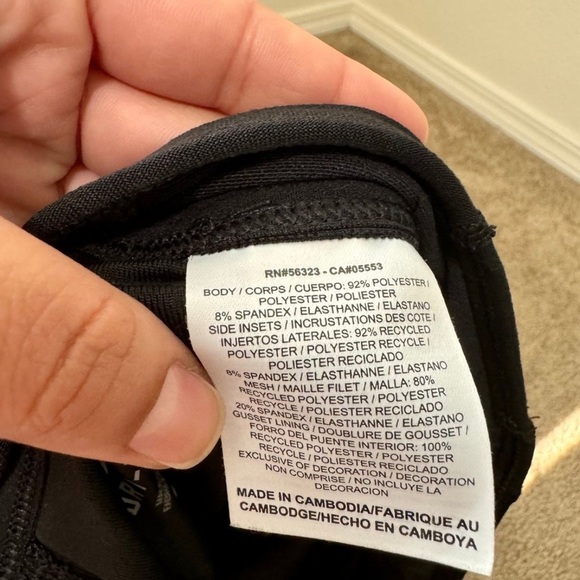 RN#56323 - CA#05553
BODY / CORPS / CUERPO: 92% POLYESTER /
POLYESTER / POLIESTER
8% SPANDEX / ELASTHANNE / ELASTANO
SIDE INSETS / INCRUSTATIONS DES COTE /
INJERTOS LATERALES: 92% RECYCLED
POLYESTER / POLYESTER RECYCLE /
POLIESTER RECICLADO
8% SPANDEX / ELASTHANNE / ELASTANO
MESH / MAILLE FILET / MALLA: 80%
RECYCLED POLYESTER / POLYESTER
RECYCLE / POLIESTER RECICLADO
20% SPANDEX / ELASTHANNE / ELASTANO
GUSSET LINING / DOUBLURE DE GOUSSET /
FORRO DEL PUENTE INTERIOR: 100%
RECYCLED POLYESTER / POLYESTER
RECYCLE / POLIESTER RECICLADO
EXCLUSIVE OF DECORATION / DECORATION
NON COMPRISE / NO INCLUYE LA
DECORACION
MADE IN CAMBODIA/FABRIQUE AU
CAMBODGE/HECHO EN CAMBOYA